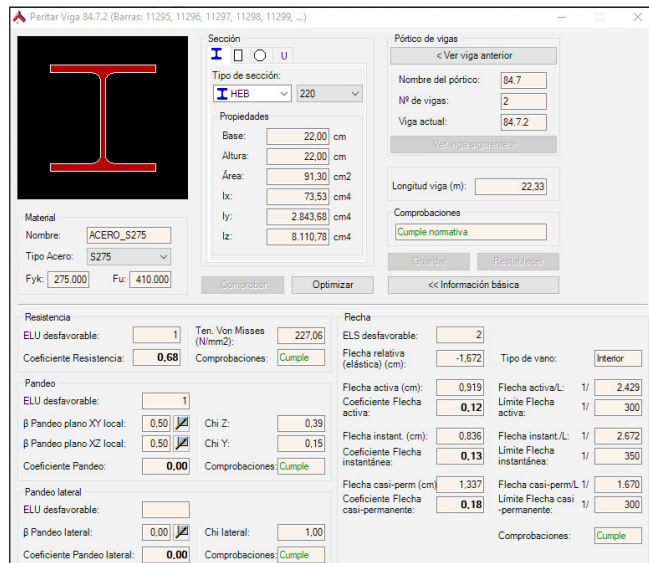 Peritar Viga 84.7.2 (Barras: 11295, 11296, 11297, 11298, 11299, ...)
Sección
U
Tipo de sección:
HEB 220
Propiedades
Base: 22,00 cm
Altura: 22,00 cm
Área: 91,30 cm2
Ix: 73,53 cm4
Iy: 2.843,68 cm4
Iz: 8.110,78 cm4
Comprobar Optimizar
Pórtico de vigas
< Ver viga anterior
Nombre del pórtico: 84.7
Nº de vigas: 2
Viga actual: 84.7.2
Ver viga siguiente >
Longitud viga (m): 22,33
Comprobaciones
Cumple normativa
Guardar Restablecer
<< Información básica
Material
Nombre: ACERO_S275
Tipo Acero: S275
Fyk: 275.000 Fu: 410.000
Resistencia
ELU desfavorable: 1 Ten. Von Misses (N/mm2): 227,06
Coeficiente Resistencia: 0,68 Comprobaciones: Cumple
Pandeo
ELU desfavorable: 1
β Pandeo plano XY local: 0,50 Chi Z: 0,39
β Pandeo plano XZ local: 0,50 Chi Y: 0,15
Coeficiente Pandeo: 0,00 Comprobaciones: Cumple
Pandeo lateral
ELU desfavorable:
β Pandeo lateral: 0,00 Chi lateral: 1,00
Coeficiente Pandeo lateral: 0,00 Comprobaciones: Cumple
Flecha
ELS desfavorable: 2
Flecha relativa (elástica) (cm): -1,672 Tipo de vano: Interior
Flecha activa (cm): 0,919 Flecha activa/L: 1/ 2.429
Coeficiente Flecha activa: 0,12 Límite Flecha activa: 1/ 300
Flecha instant. (cm): 0,836 Flecha instant./L: 1/ 2.672
Coeficiente Flecha instantánea: 0,13 Límite Flecha instantánea: 1/ 350
Flecha casi-perm (cm) 1,337 Flecha casi-perm/L 1/ 1.670
Coeficiente Flecha casi-permanente: 0,18 Límite Flecha casi -permanente: 1/ 300
Comprobaciones: Cumple